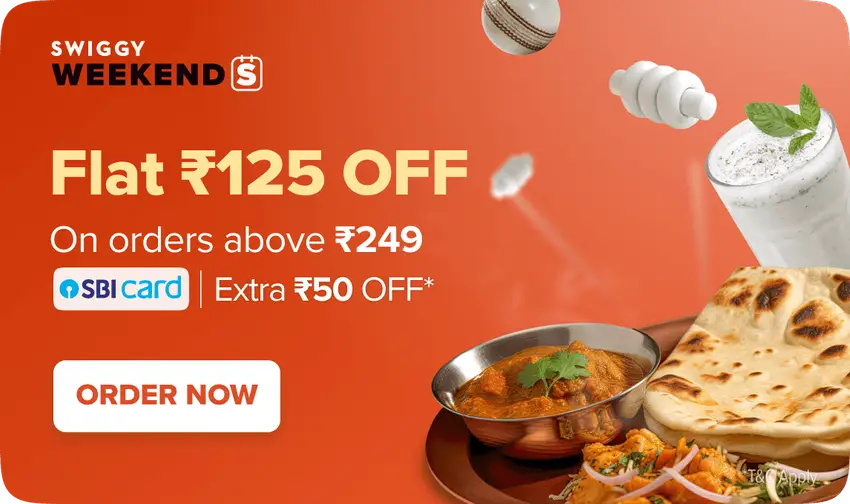 SWIGGY
WEEKEND S
Flat ₹125 OFF
On orders above ₹249
SBI card | Extra ₹50 OFF*
ORDER NOW
*T&C Apply